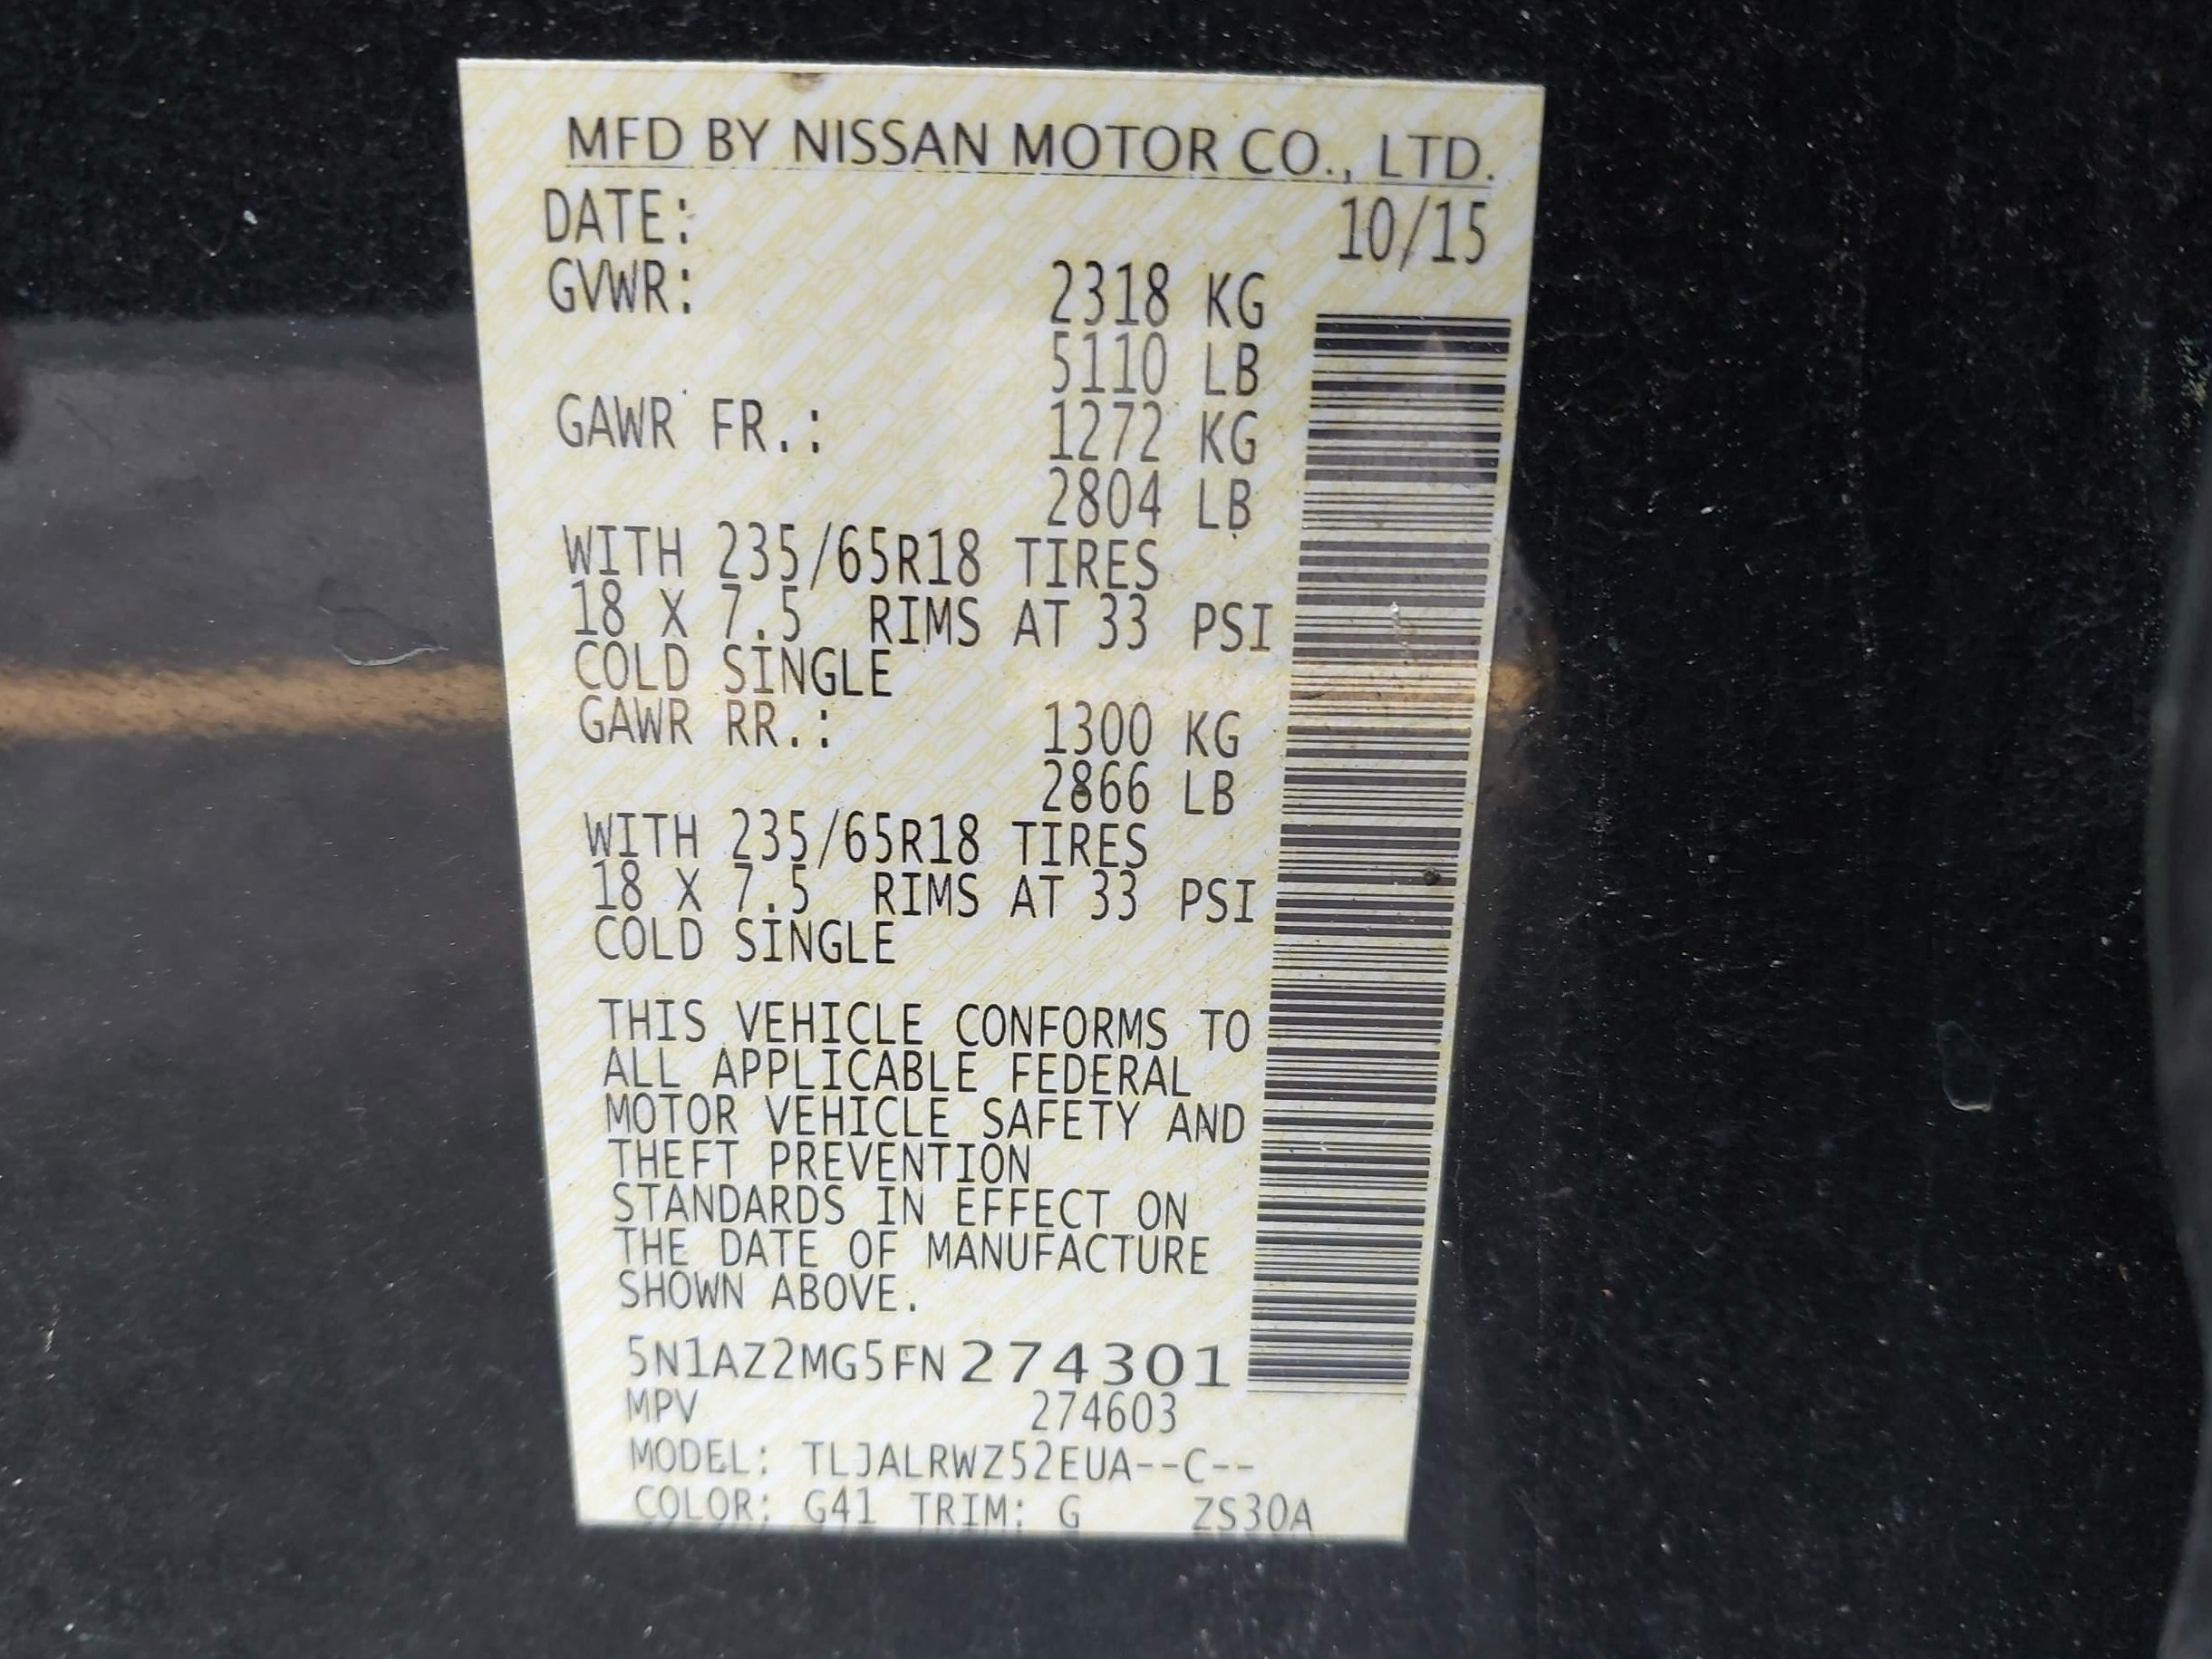 MFD BY NISSAN MOTOR CO., LTD.
DATE: 10/15
GVWR: 2318 KG
5110 LB
GAWR FR.: 1272 KG
2804 LB
WITH 235/65R18 TIRES
18 X 7.5 RIMS AT 33 PSI
COLD SINGLE
GAWR RR.: 1300 KG
2866 LB
WITH 235/65R18 TIRES
18 X 7.5 RIMS AT 33 PSI
COLD SINGLE
THIS VEHICLE CONFORMS TO
ALL APPLICABLE FEDERAL
MOTOR VEHICLE SAFETY AND
THEFT PREVENTION
STANDARDS IN EFFECT ON
THE DATE OF MANUFACTURE
SHOWN ABOVE.
5N1AZ2MG5FN274301
MPV 274603
MODEL: TLJALRWZ52EUA--C--
COLOR: G41 TRIM: G ZS30A